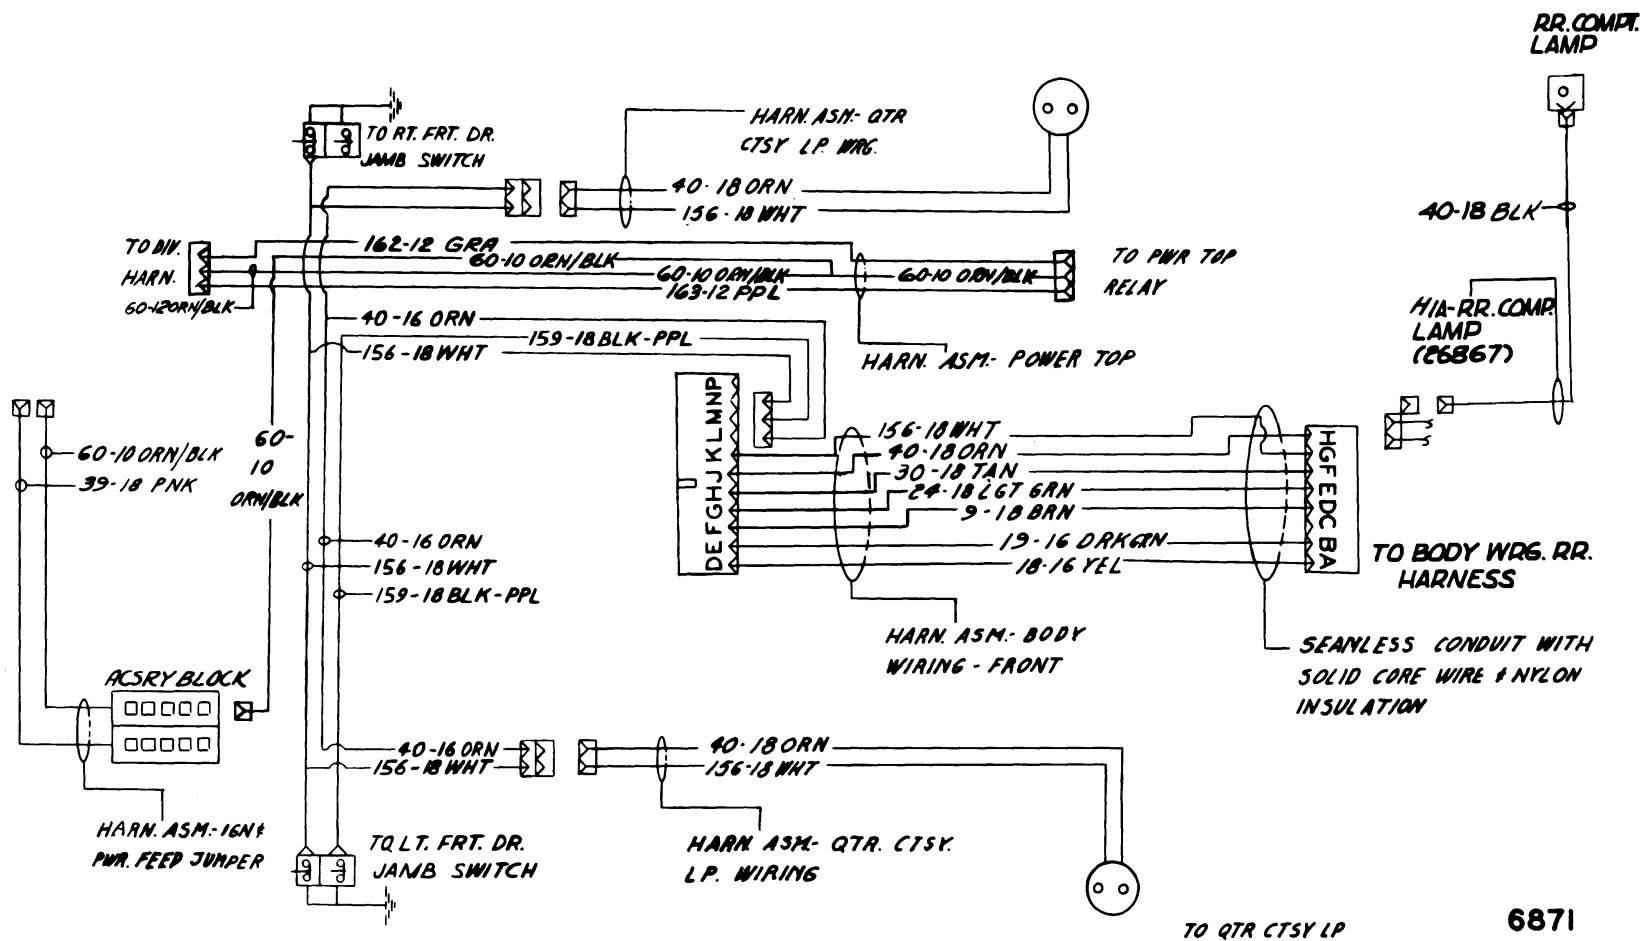 RR. COMPT.
LAMP
TO RT. FRT. DR.
JAMB SWITCH
HARN. ASM.- QTR
CTSY LP. WRG.
40-18 ORN
156-18 WHT
40-18 BLK
TO DIV.
HARN.
162-12 GRA
60-10 ORN/BLK
60-10 ORN/BLK
60-10 ORN/BLK
163-12 PPL
60-12 ORN/BLK
TO PWR TOP
RELAY
40-16 ORN
159-18 BLK-PPL
156-18 WHT
HARN. ASM.- POWER TOP
H/A-RR. COMP.
LAMP
(26867)
60-10 ORN/BLK
39-18 PNK
60-
10
ORN/BLK
D E F G H J K L M N P
156-18 WHT
40-18 ORN
30-18 TAN
24-18 LGT GRN
9-18 BRN
19-16 DRK GRN
18-16 YEL
H G F E D C B A
TO BODY WRG. RR.
HARNESS
40-16 ORN
156-18 WHT
159-18 BLK-PPL
HARN. ASM.- BODY
WIRING - FRONT
SEAMLESS CONDUIT WITH
SOLID CORE WIRE & NYLON
INSULATION
ACSRY BLOCK
40-16 ORN
156-18 WHT
40-18 ORN
156-18 WHT
HARN. ASM.- IGN &
PWR. FEED JUMPER
TO LT. FRT. DR.
JAMB SWITCH
HARN. ASM.- QTR. CTSY.
LP. WIRING
TO QTR CTSY LP
6871